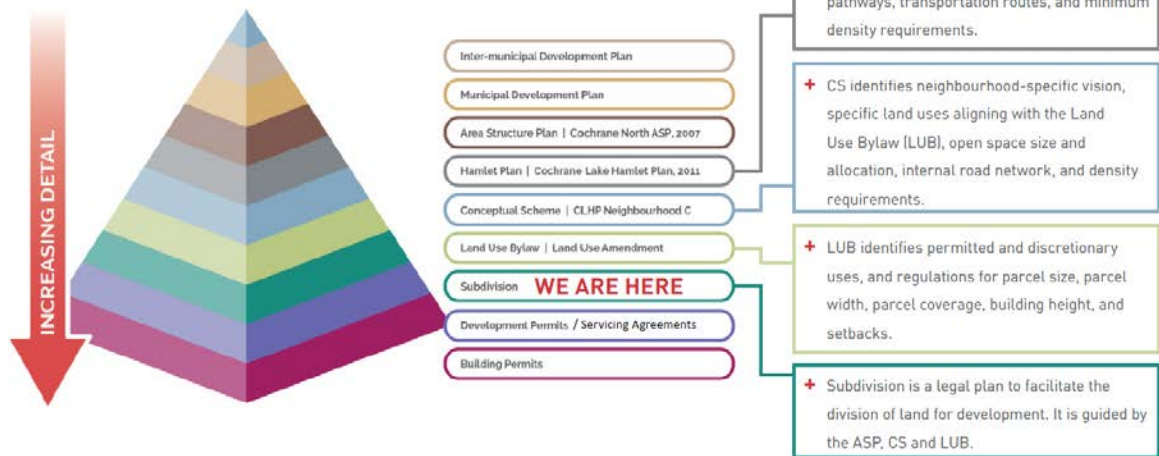 INCREASING DETAIL
Inter-municipal Development Plan
Municipal Development Plan
Area Structure Plan | Cochrane North ASP, 2007
Hamlet Plan | Cochrane Lake Hamlet Plan, 2011
Conceptual Scheme | CLHP Neighbourhood C
Land Use Bylaw | Land Use Amendment
Subdivision WE ARE HERE
Development Permits / Servicing Agreements
Building Permits
pathways, transportation routes, and minimum
density requirements.
+ CS identifies neighbourhood-specific vision,
specific land uses aligning with the Land
Use Bylaw (LUB), open space size and
allocation, internal road network, and density
requirements.
+ LUB identifies permitted and discretionary
uses, and regulations for parcel size, parcel
width, parcel coverage, building height, and
setbacks.
+ Subdivision is a legal plan to facilitate the
division of land for development. It is guided by
the ASP, CS and LUB.